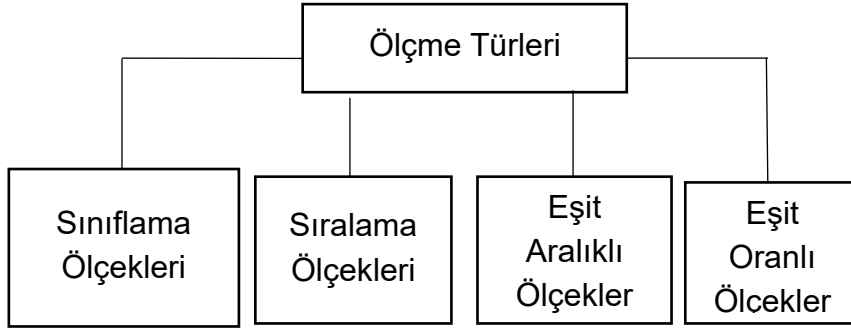 Ölçme Türleri
Sınıflama
Ölçekleri
Sıralama
Ölçekleri
Eşit
Aralıklı
Ölçekler
Eşit
Oranlı
Ölçekler